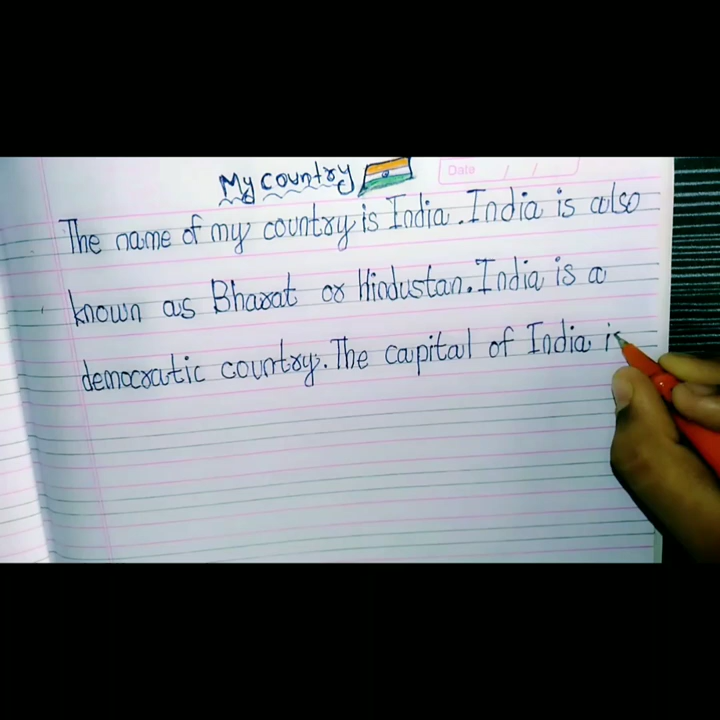 My country
Date / /
The name of my country is India. India is also
known as Bharat or Hindustan. India is a
democratic country. The capital of India is